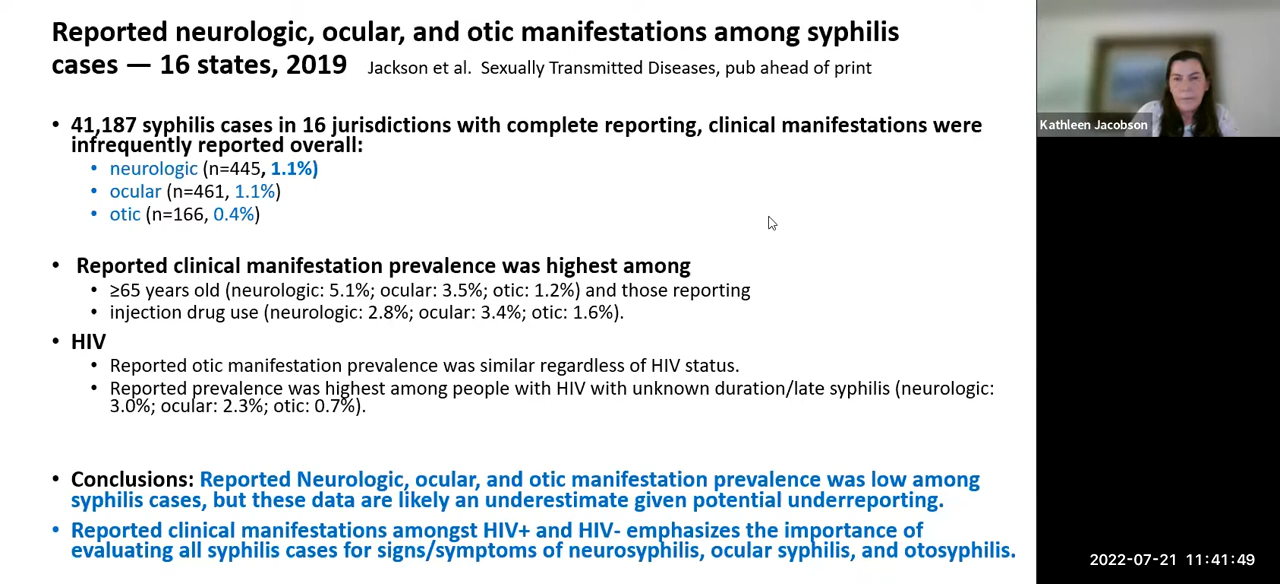 Reported neurologic, ocular, and otic manifestations among syphilis
cases — 16 states, 2019 Jackson et al. Sexually Transmitted Diseases, pub ahead of print
• 41,187 syphilis cases in 16 jurisdictions with complete reporting, clinical manifestations were
infrequently reported overall:
• neurologic (n=445, 1.1%)
• ocular (n=461, 1.1%)
• otic (n=166, 0.4%)
• Reported clinical manifestation prevalence was highest among
• ≥65 years old (neurologic: 5.1%; ocular: 3.5%; otic: 1.2%) and those reporting
• injection drug use (neurologic: 2.8%; ocular: 3.4%; otic: 1.6%).
• HIV
• Reported otic manifestation prevalence was similar regardless of HIV status.
• Reported prevalence was highest among people with HIV with unknown duration/late syphilis (neurologic:
3.0%; ocular: 2.3%; otic: 0.7%).
• Conclusions: Reported Neurologic, ocular, and otic manifestation prevalence was low among
syphilis cases, but these data are likely an underestimate given potential underreporting.
• Reported clinical manifestations amongst HIV+ and HIV- emphasizes the importance of
evaluating all syphilis cases for signs/symptoms of neurosyphilis, ocular syphilis, and otosyphilis.
Kathleen Jacobson
2022-07-21 11:41:49